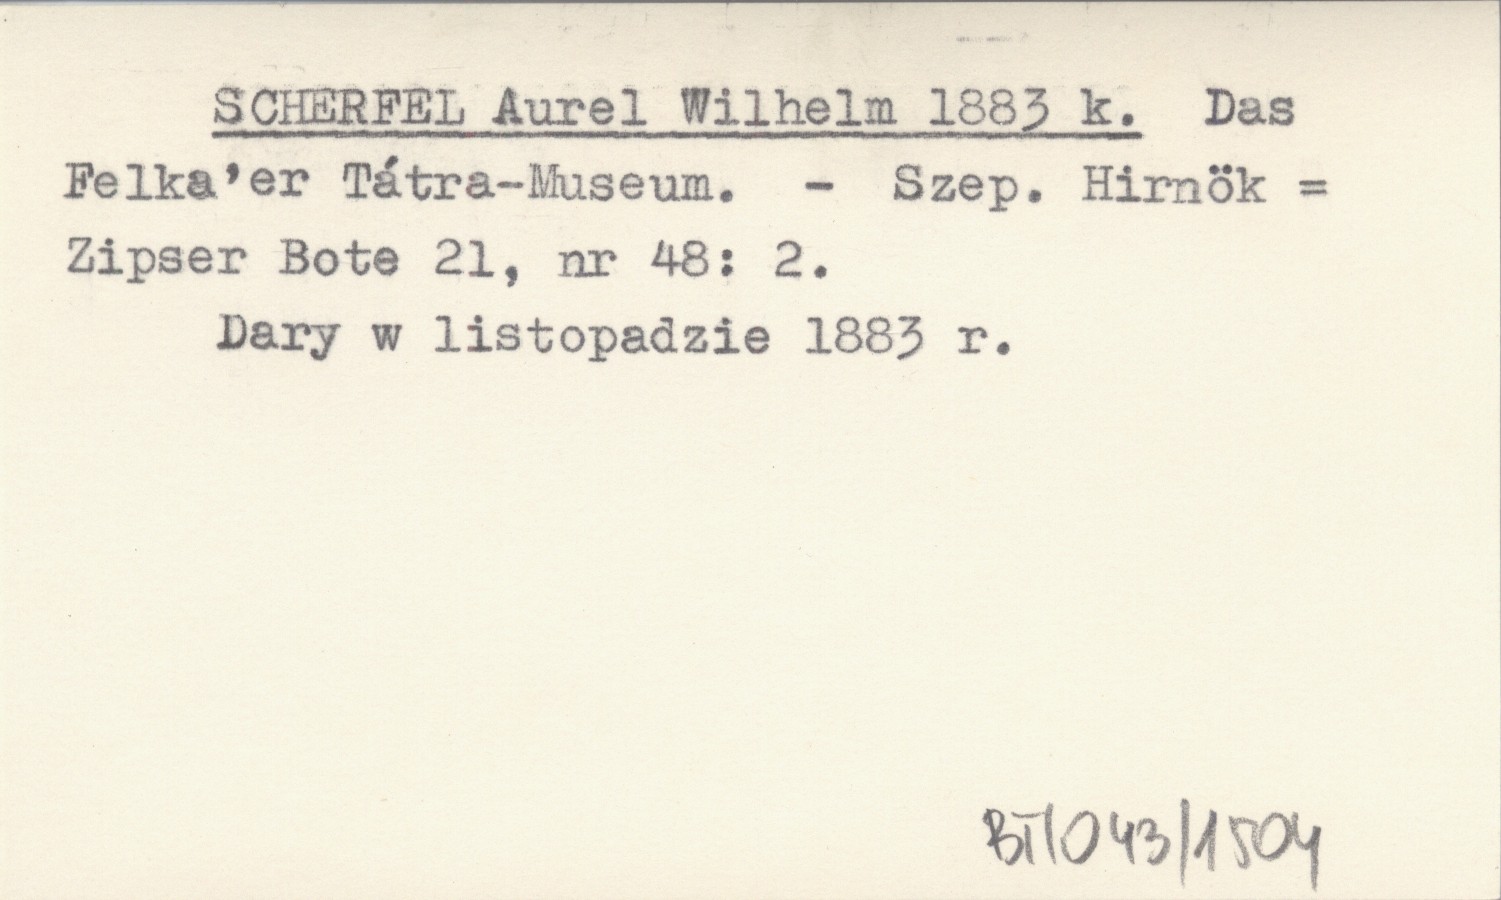 SCHERFEL Aurel Wilhelm 1883 k. Das
Felka'er Tátra-Museum. - Szep. Hirnök =
Zipser Bote 21, nr 48: 2.
Dary w listopadzie 1883 r.
BT/043/1504